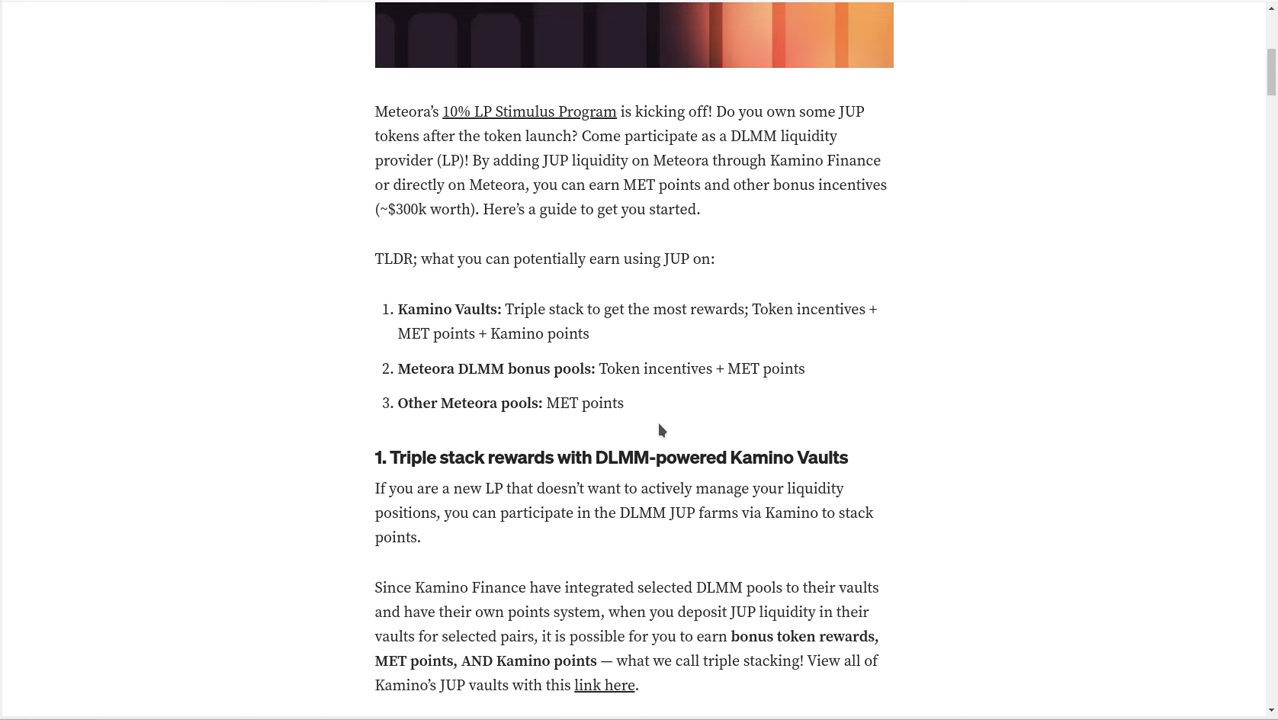 Meteora’s 10% LP Stimulus Program is kicking off! Do you own some JUP
tokens after the token launch? Come participate as a DLMM liquidity
provider (LP)! By adding JUP liquidity on Meteora through Kamino Finance
or directly on Meteora, you can earn MET points and other bonus incentives
(~$300k worth). Here’s a guide to get you started.
TLDR; what you can potentially earn using JUP on:
1. Kamino Vaults: Triple stack to get the most rewards; Token incentives +
MET points + Kamino points
2. Meteora DLMM bonus pools: Token incentives + MET points
3. Other Meteora pools: MET points
1. Triple stack rewards with DLMM-powered Kamino Vaults
If you are a new LP that doesn’t want to actively manage your liquidity
positions, you can participate in the DLMM JUP farms via Kamino to stack
points.
Since Kamino Finance have integrated selected DLMM pools to their vaults
and have their own points system, when you deposit JUP liquidity in their
vaults for selected pairs, it is possible for you to earn bonus token rewards,
MET points, AND Kamino points — what we call triple stacking! View all of
Kamino’s JUP vaults with this link here.